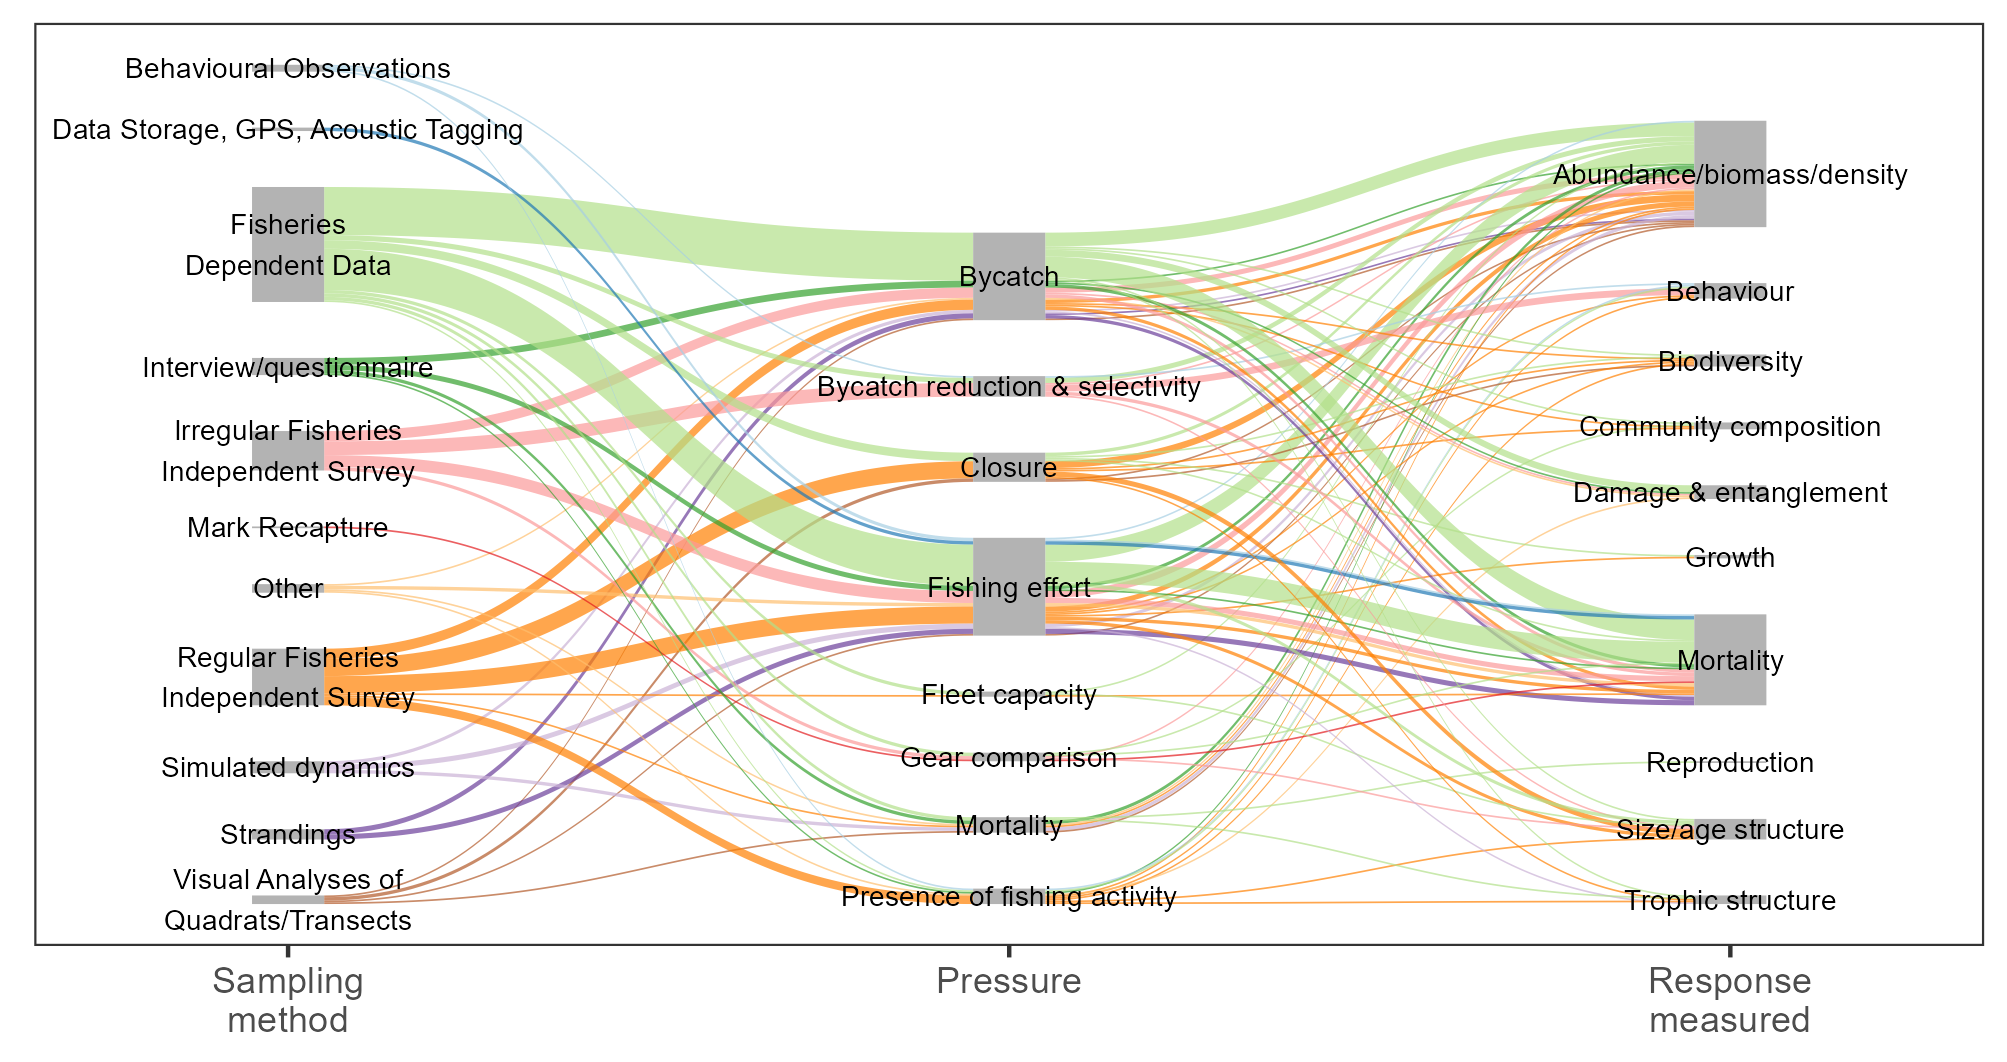 Behavioural Observations
Data Storage, GPS, Acoustic Tagging
Fisheries
Dependent Data
Interview/questionnaire
Irregular Fisheries
Independent Survey
Mark Recapture
Other
Regular Fisheries
Independent Survey
Simulated dynamics
Strandings
Visual Analyses of
Quadrats/Transects
Bycatch
Bycatch reduction & selectivity
Closure
Fishing effort
Fleet capacity
Gear comparison
Mortality
Presence of fishing activity
Abundance/biomass/density
Behaviour
Biodiversity
Community composition
Damage & entanglement
Growth
Mortality
Reproduction
Size/age structure
Trophic structure
Sampling
method
Pressure
Response
measured